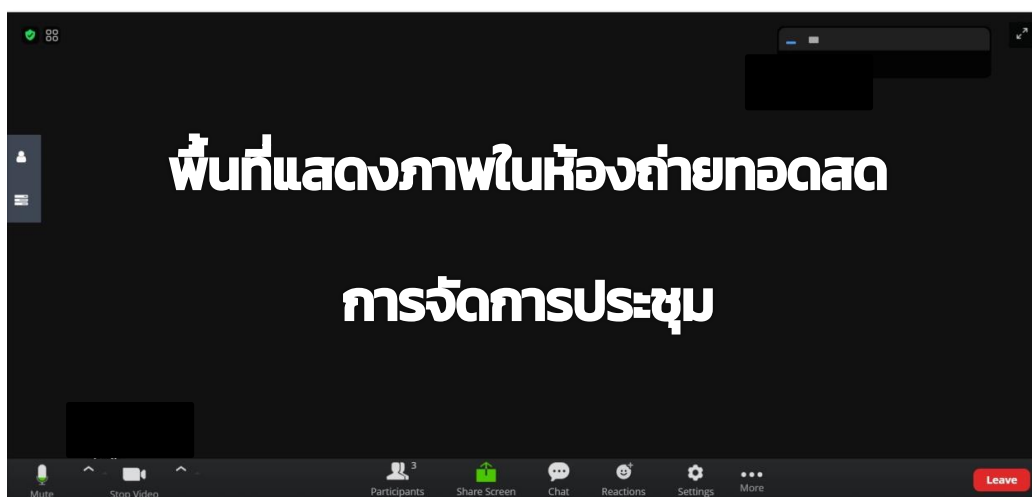 พื้นที่แสดงภาพในห้องถ่ายทอดสด
การจัดการประชุม
3
Mute
Stop Video
Participants
Share Screen
Chat
Reactions
Settings
More
Leave